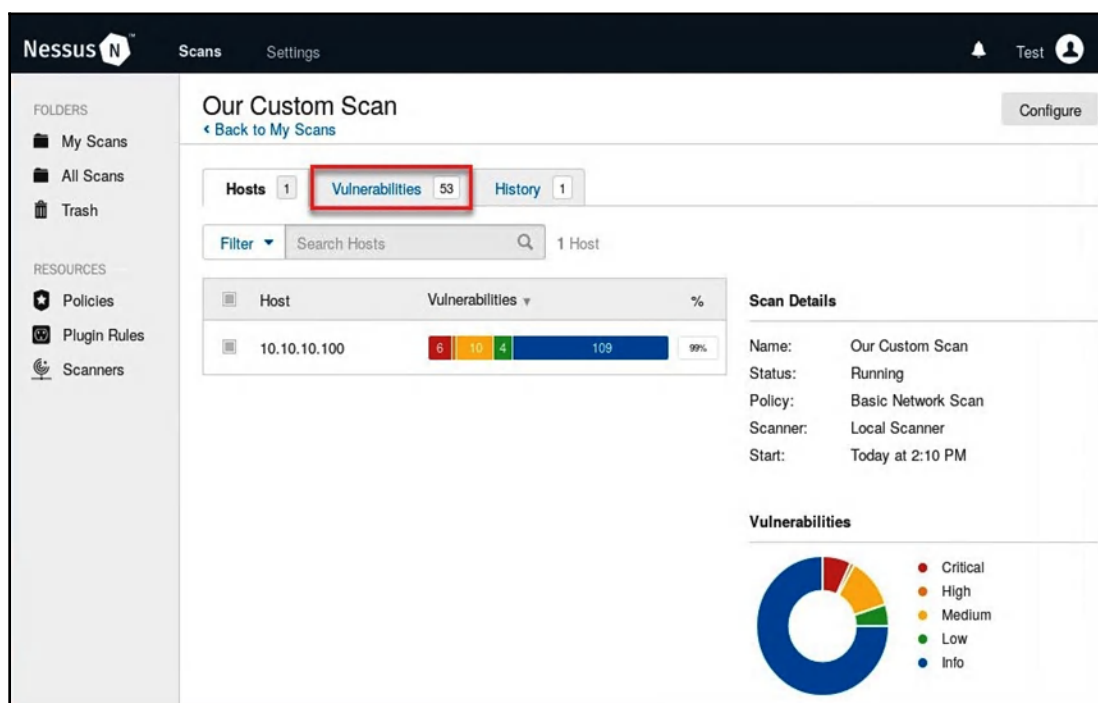 Nessus N ™ Scans Settings Test
FOLDERS
My Scans
All Scans
Trash
RESOURCES
Policies
Plugin Rules
Scanners
Our Custom Scan
Configure
Back to My Scans
Hosts 1 Vulnerabilities 53 History 1
Filter Search Hosts 1 Host
Host Vulnerabilities %
10.10.10.100 6 10 4 109 99%
Scan Details
Name: Our Custom Scan
Status: Running
Policy: Basic Network Scan
Scanner: Local Scanner
Start: Today at 2:10 PM
Vulnerabilities
Critical
High
Medium
Low
Info